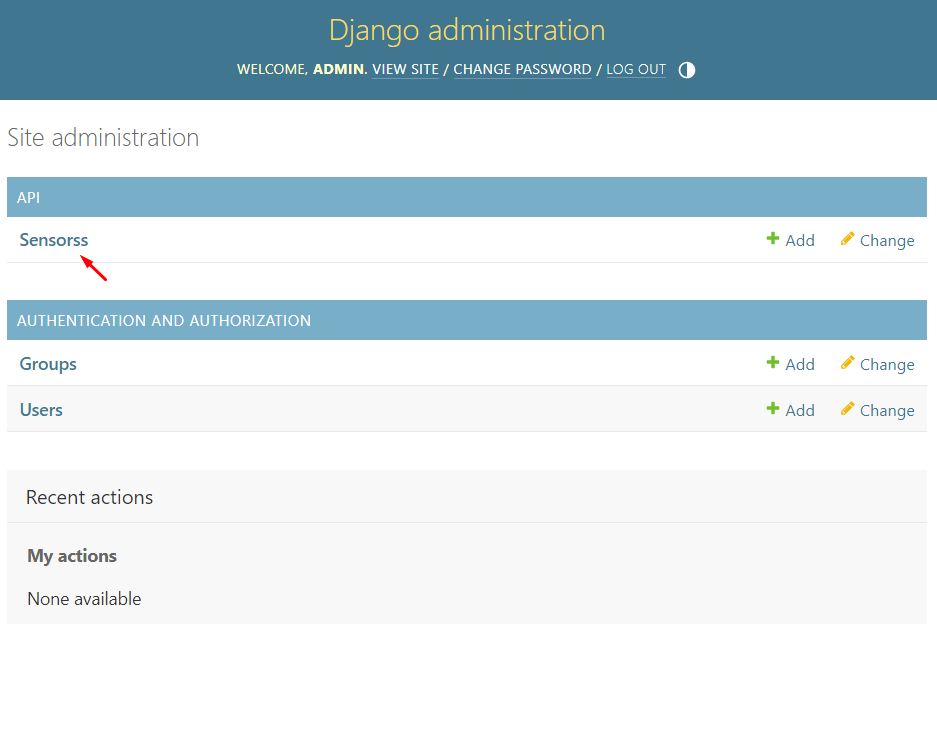 Django administration
WELCOME, ADMIN. VIEW SITE / CHANGE PASSWORD / LOG OUT
Site administration
API
Sensorss Add Change
AUTHENTICATION AND AUTHORIZATION
Groups Add Change
Users Add Change
Recent actions
My actions
None available